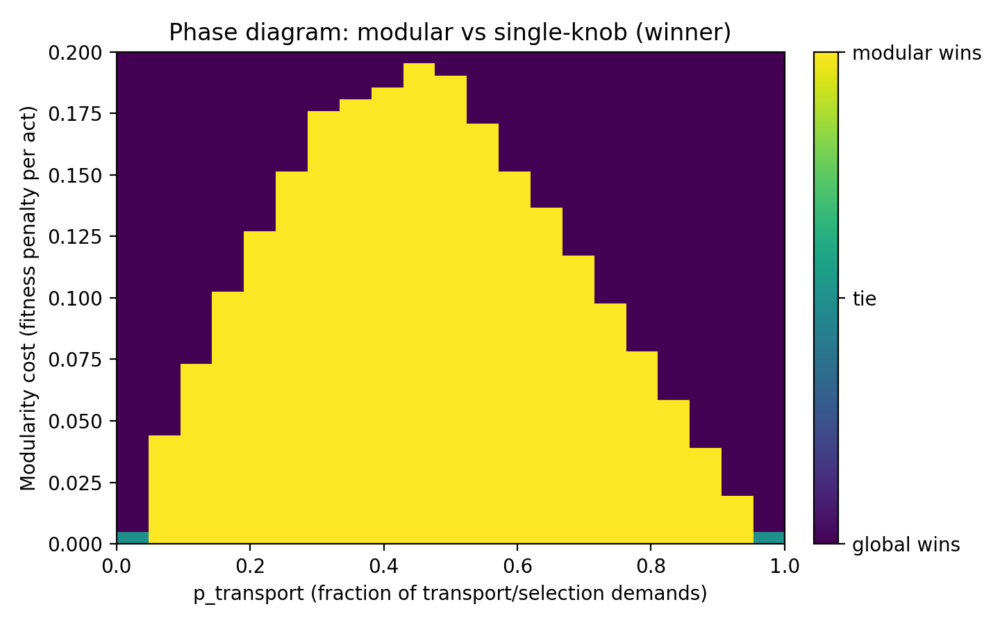 Phase diagram: modular vs single-knob (winner)
Modularity cost (fitness penalty per act)
0.200
0.175
0.150
0.125
0.100
0.075
0.050
0.025
0.000
0.0 0.2 0.4 0.6 0.8 1.0
p_transport (fraction of transport/selection demands)
modular wins
tie
global wins